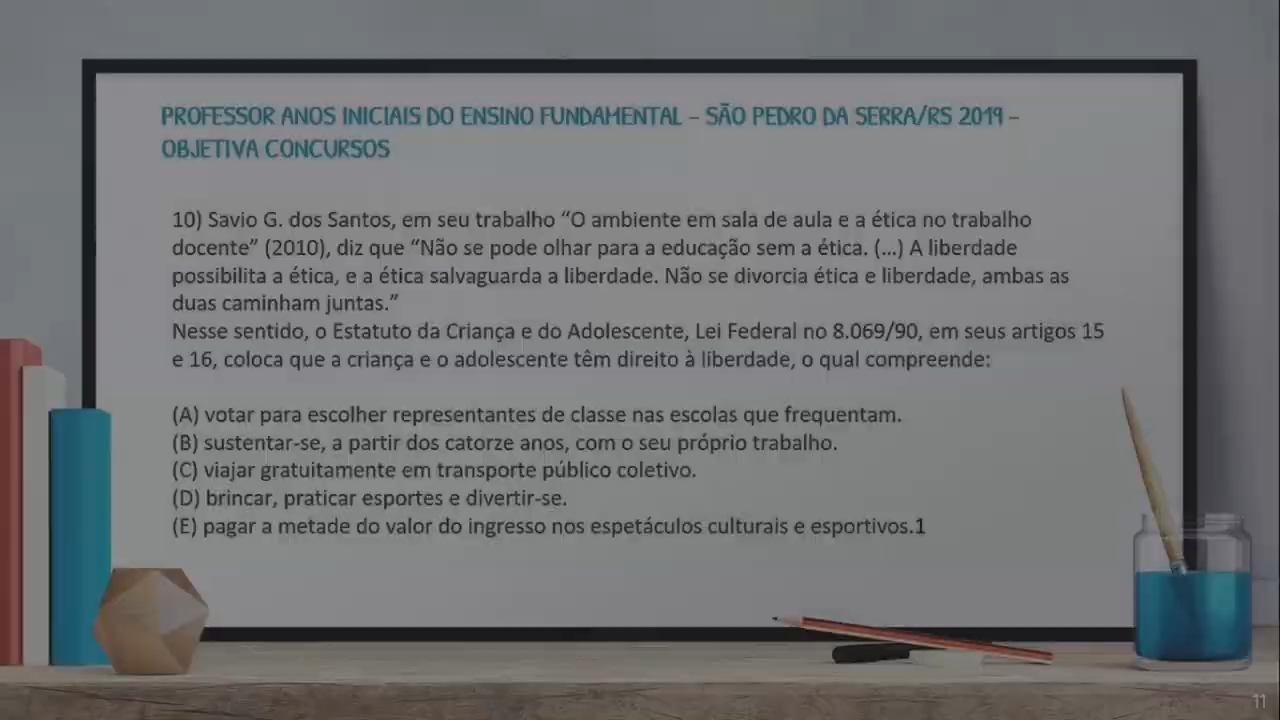 PROFESSOR ANOS INICIAIS DO ENSINO FUNDAMENTAL – SÃO PEDRO DA SERRA/RS 2019 –
OBJETIVA CONCURSOS
10) Savio G. dos Santos, em seu trabalho “O ambiente em sala de aula e a ética no trabalho
docente” (2010), diz que “Não se pode olhar para a educação sem a ética. (...) A liberdade
possibilita a ética, e a ética salvaguarda a liberdade. Não se divorcia ética e liberdade, ambas as
duas caminham juntas.”
Nesse sentido, o Estatuto da Criança e do Adolescente, Lei Federal no 8.069/90, em seus artigos 15
e 16, coloca que a criança e o adolescente têm direito à liberdade, o qual compreende:
(A) votar para escolher representantes de classe nas escolas que frequentam.
(B) sustentar-se, a partir dos catorze anos, com o seu próprio trabalho.
(C) viajar gratuitamente em transporte público coletivo.
(D) brincar, praticar esportes e divertir-se.
(E) pagar a metade do valor do ingresso nos espetáculos culturais e esportivos.1
11